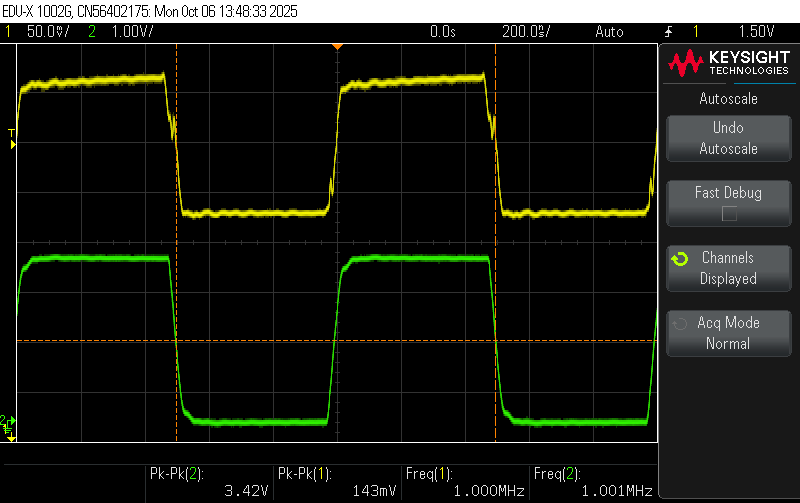 EDU-X 1002G, CN56402175: Mon Oct 06 13:48:33 2025
1 50.0V/ 2 1.00V/ 0.0s 200.0ns/ Auto 1 1.50V
KEYSIGHT
TECHNOLOGIES
Autoscale
Undo
Autoscale
Fast Debug
Channels
Displayed
Acq Mode
Normal
T
2
Pk-Pk(2): Pk-Pk(1): Freq(1): Freq(2):
3.42V 143mV 1.000MHz 1.001MHz